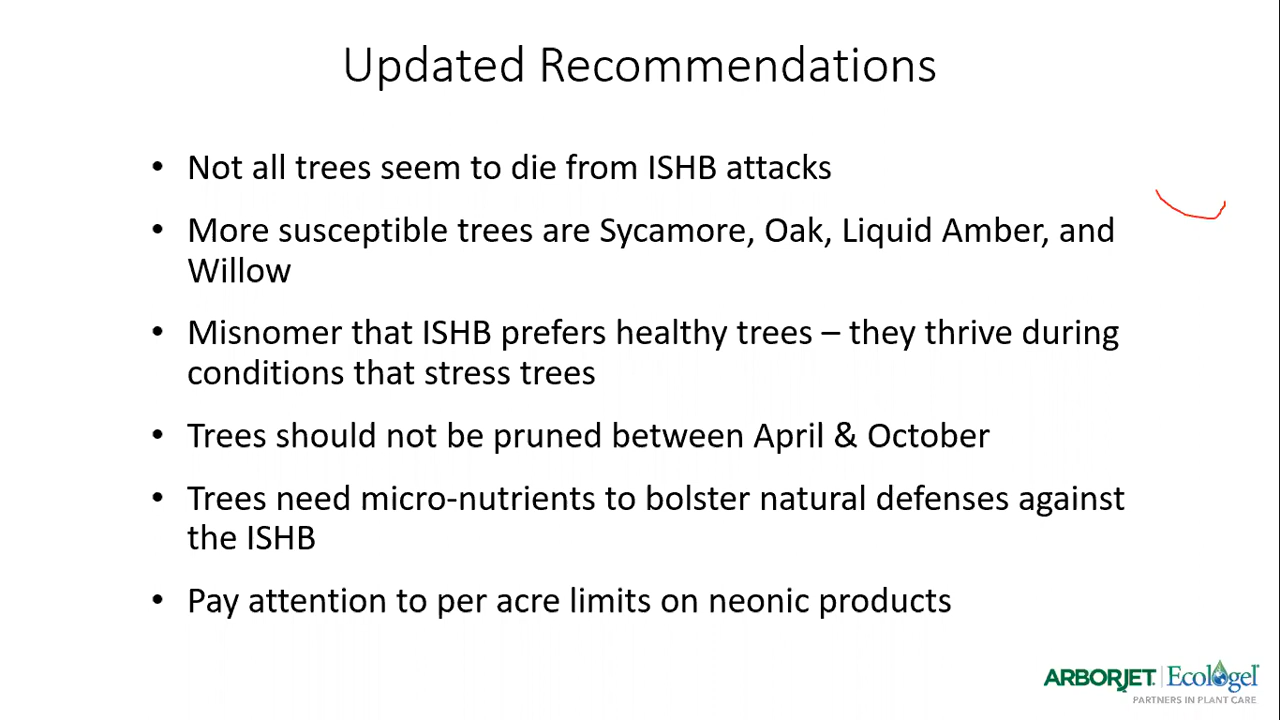 Updated Recommendations
• Not all trees seem to die from ISHB attacks
• More susceptible trees are Sycamore, Oak, Liquid Amber, and
Willow
• Misnomer that ISHB prefers healthy trees – they thrive during
conditions that stress trees
• Trees should not be pruned between April & October
• Trees need micro-nutrients to bolster natural defenses against
the ISHB
• Pay attention to per acre limits on neonic products
ARBORJET | Ecologel
PARTNERS IN PLANT CARE